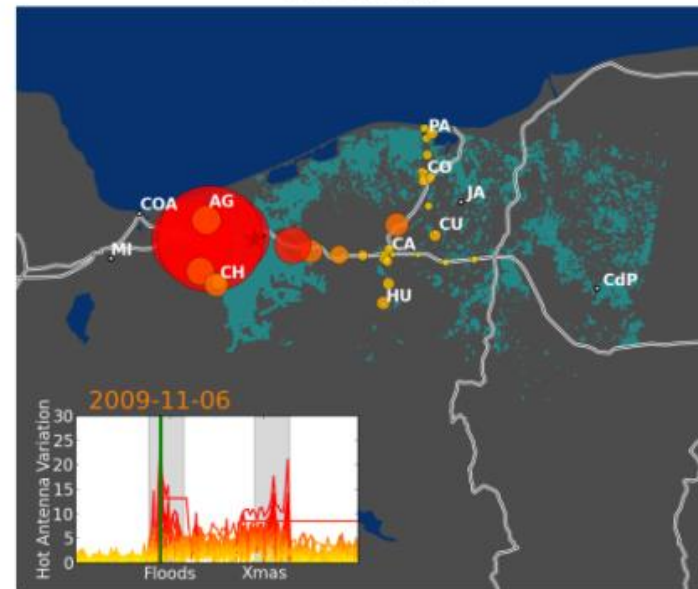 PA
CO
JA
COA
AG
CU
MI
CA
CH
CdP
HU
2009-11-06
Hot Antenna Variation
30
25
20
15
10
5
0
Floods Xmas